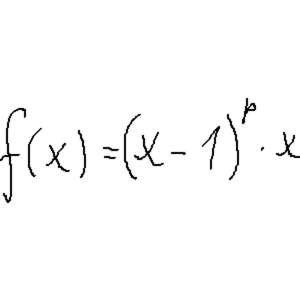 f(x) = (x - 1)^p · x